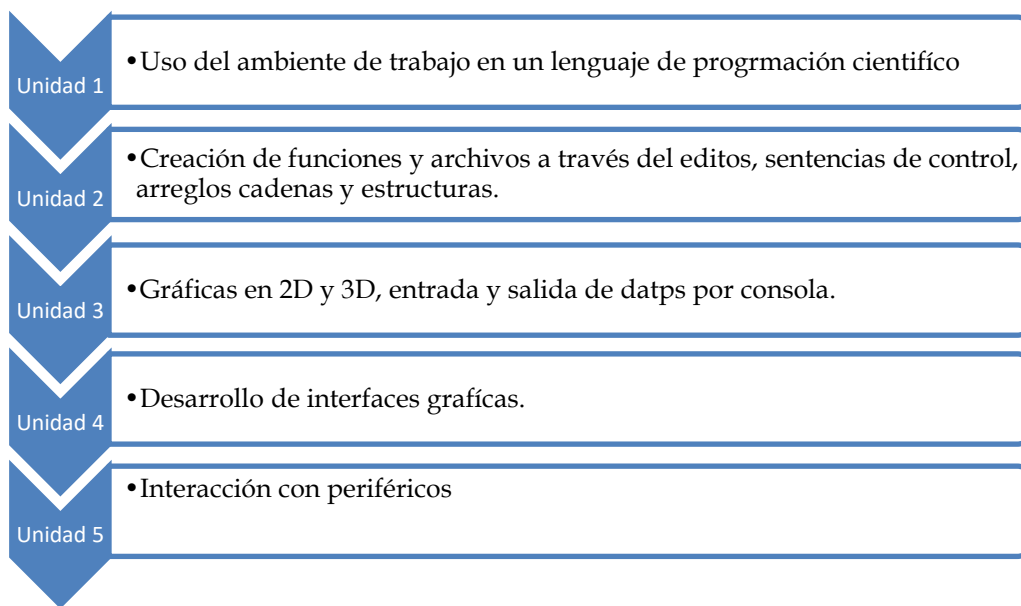 Unidad 1
•Uso del ambiente de trabajo en un lenguaje de progrmación cientifíco
Unidad 2
•Creación de funciones y archivos a través del editos, sentencias de control,
arreglos cadenas y estructuras.
Unidad 3
•Gráficas en 2D y 3D, entrada y salida de datps por consola.
Unidad 4
•Desarrollo de interfaces grafícas.
Unidad 5
•Interacción con periféricos